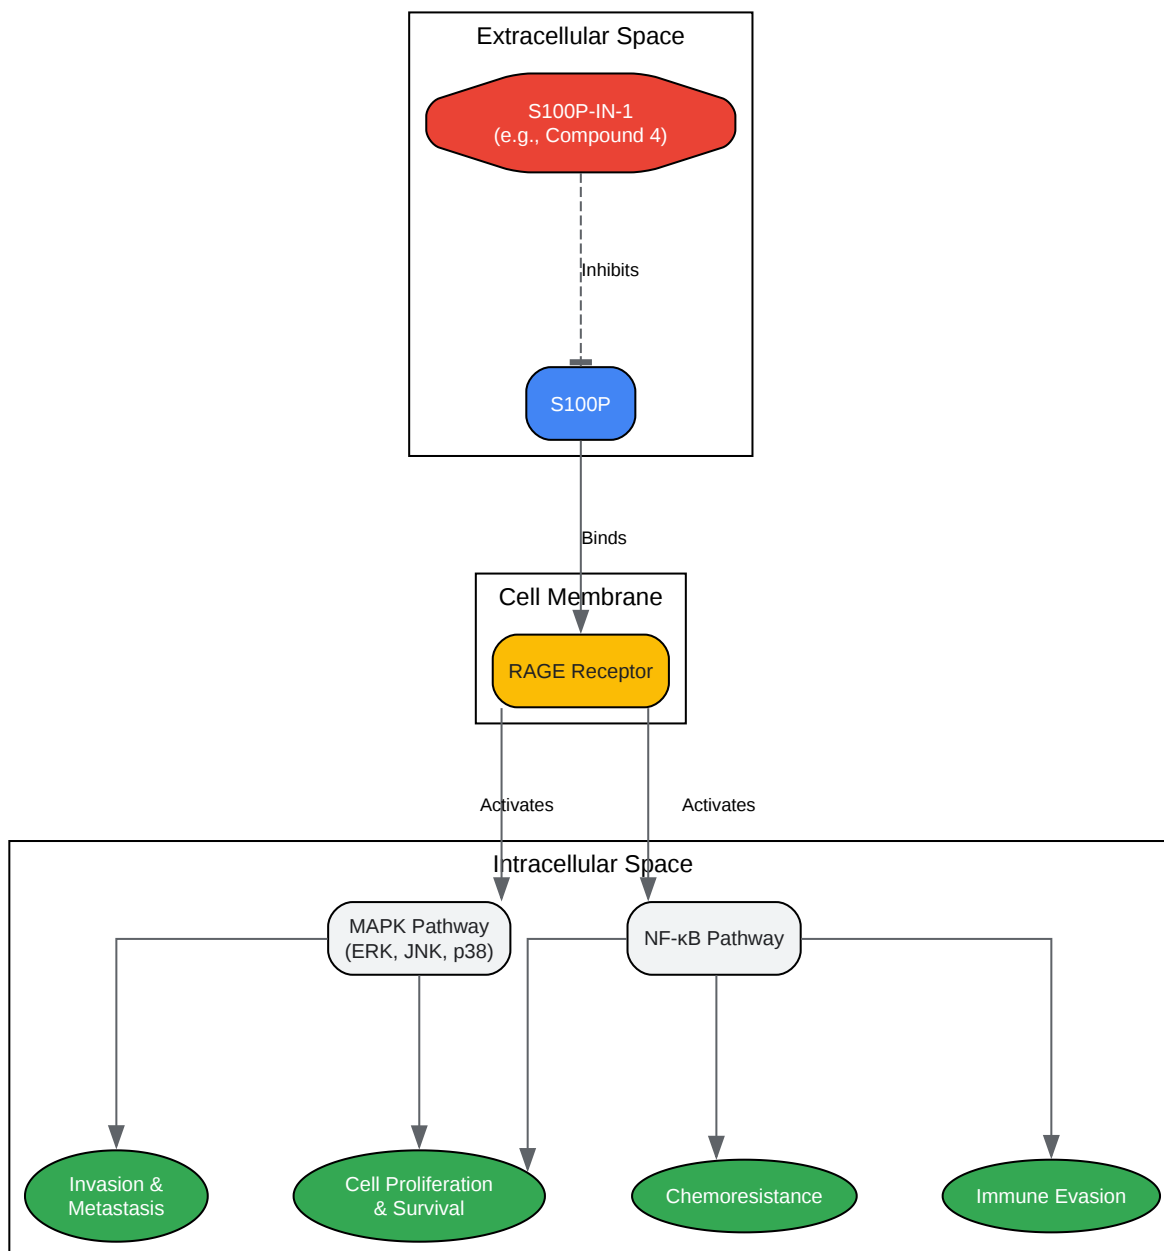 Extracellular Space
S100P-IN-1
(e.g., Compound 4)
Inhibits
S100P
Binds
Cell Membrane
RAGE Receptor
Activates
Activates
Intracellular Space
MAPK Pathway
(ERK, JNK, p38)
NF-κB Pathway
Invasion &
Metastasis
Cell Proliferation
& Survival
Chemoresistance
Immune Evasion